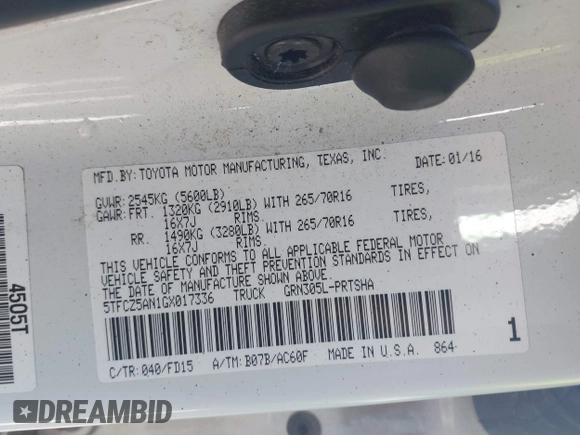 MFD.BY:TOYOTA MOTOR MANUFACTURING, TEXAS, INC. DATE:01/16
GVWR:2545KG (5600LB)
GAWR:FRT. 1320KG (2910LB) WITH 265/70R16 TIRES,
16X7J RIMS.
RR. 1490KG (3280LB) WITH 265/70R16 TIRES,
16X7J RIMS.
THIS VEHICLE CONFORMS TO ALL APPLICABLE FEDERAL MOTOR
VEHICLE SAFETY AND THEFT PREVENTION STANDARDS IN EFFECT ON
THE DATE OF MANUFACTURE SHOWN ABOVE.
5TFCZ5AN1GX017336 TRUCK GRN305L-PRTSHA
1
C/TR:040/FD15 A/TM:B07B/AC60F MADE IN U.S.A. 864
4505T
DREAMBID